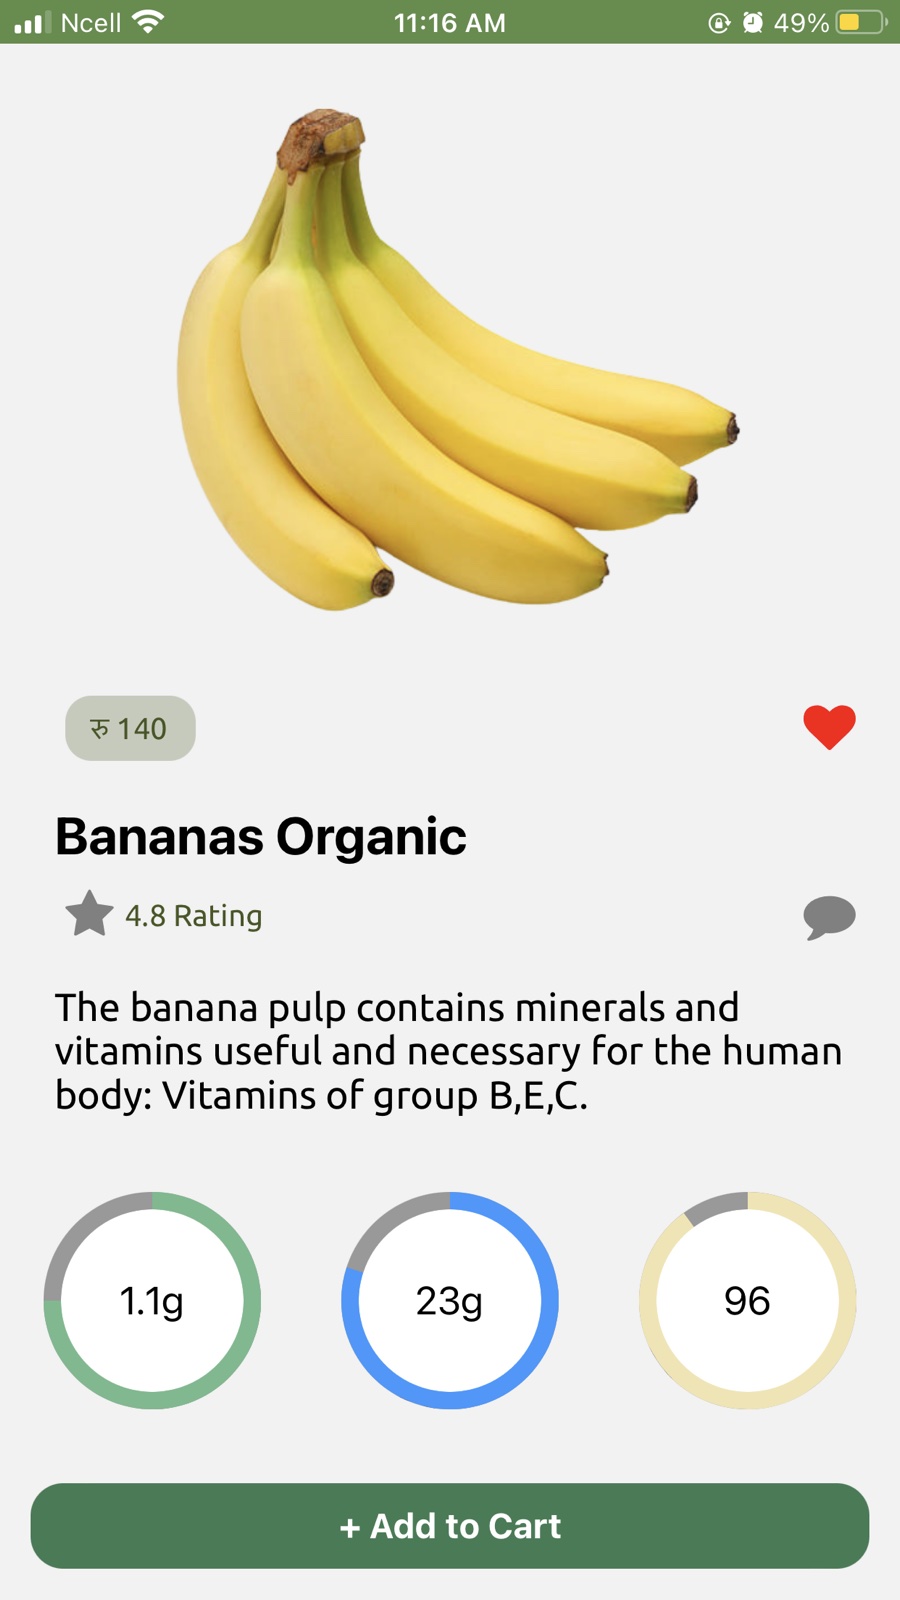 Ncell 11:16 AM 49%
रु 140
Bananas Organic
4.8 Rating
The banana pulp contains minerals and
vitamins useful and necessary for the human
body: Vitamins of group B,E,C.
1.1g 23g 96
+ Add to Cart